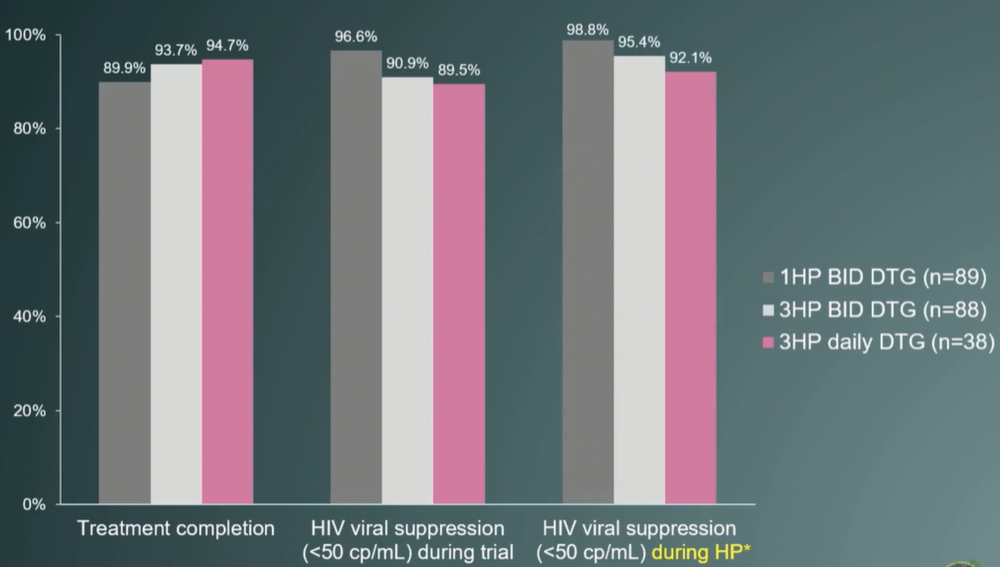 100%
80%
60%
40%
20%
0%
89.9%
93.7%
94.7%
96.6%
90.9%
89.5%
98.8%
95.4%
92.1%
Treatment completion
HIV viral suppression
(<50 cp/mL) during trial
HIV viral suppression
(<50 cp/mL) during HP*
1HP BID DTG (n=89)
3HP BID DTG (n=88)
3HP daily DTG (n=38)